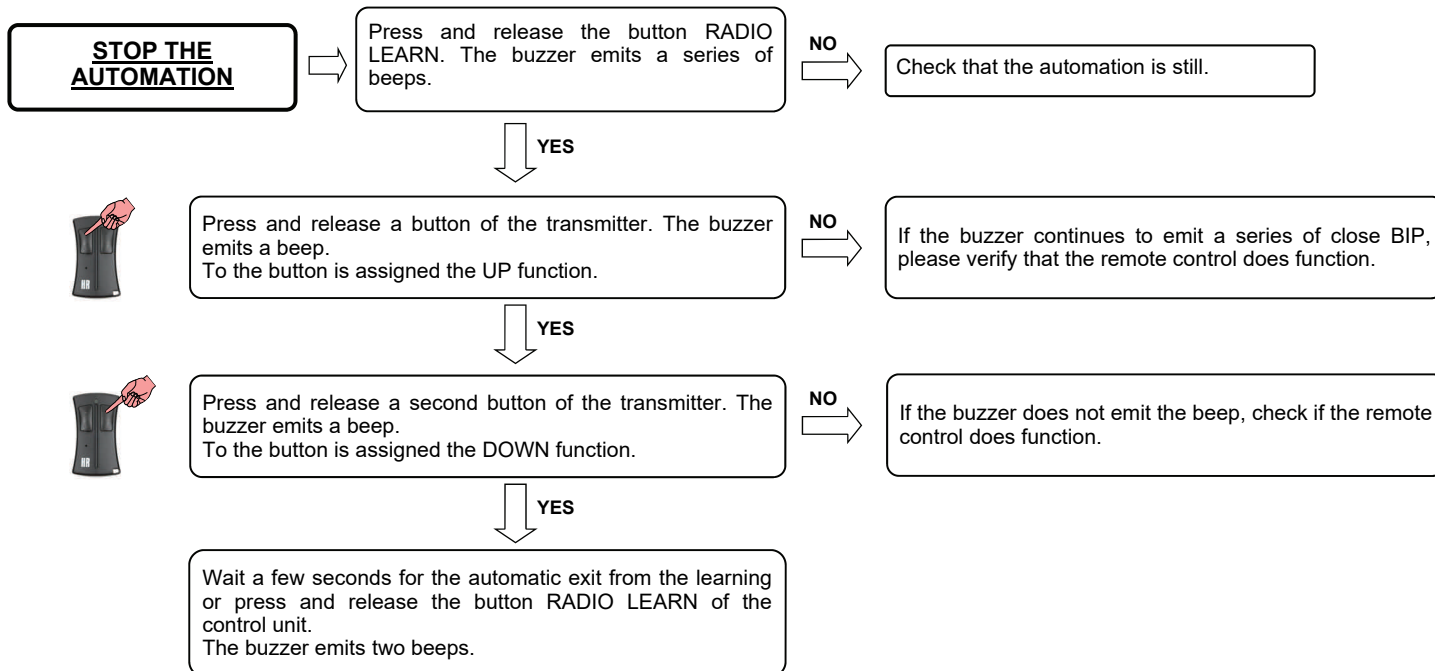 STOP THE
AUTOMATION
Press and release the button RADIO
LEARN. The buzzer emits a series of
beeps.
NO
Check that the automation is still.
YES
Press and release a button of the transmitter. The buzzer
emits a beep.
To the button is assigned the UP function.
NO
If the buzzer continues to emit a series of close BIP,
please verify that the remote control does function.
HR
YES
Press and release a second button of the transmitter. The
buzzer emits a beep.
To the button is assigned the DOWN function.
NO
If the buzzer does not emit the beep, check if the remote
control does function.
HR
YES
Wait a few seconds for the automatic exit from the learning
or press and release the button RADIO LEARN of the
control unit.
The buzzer emits two beeps.